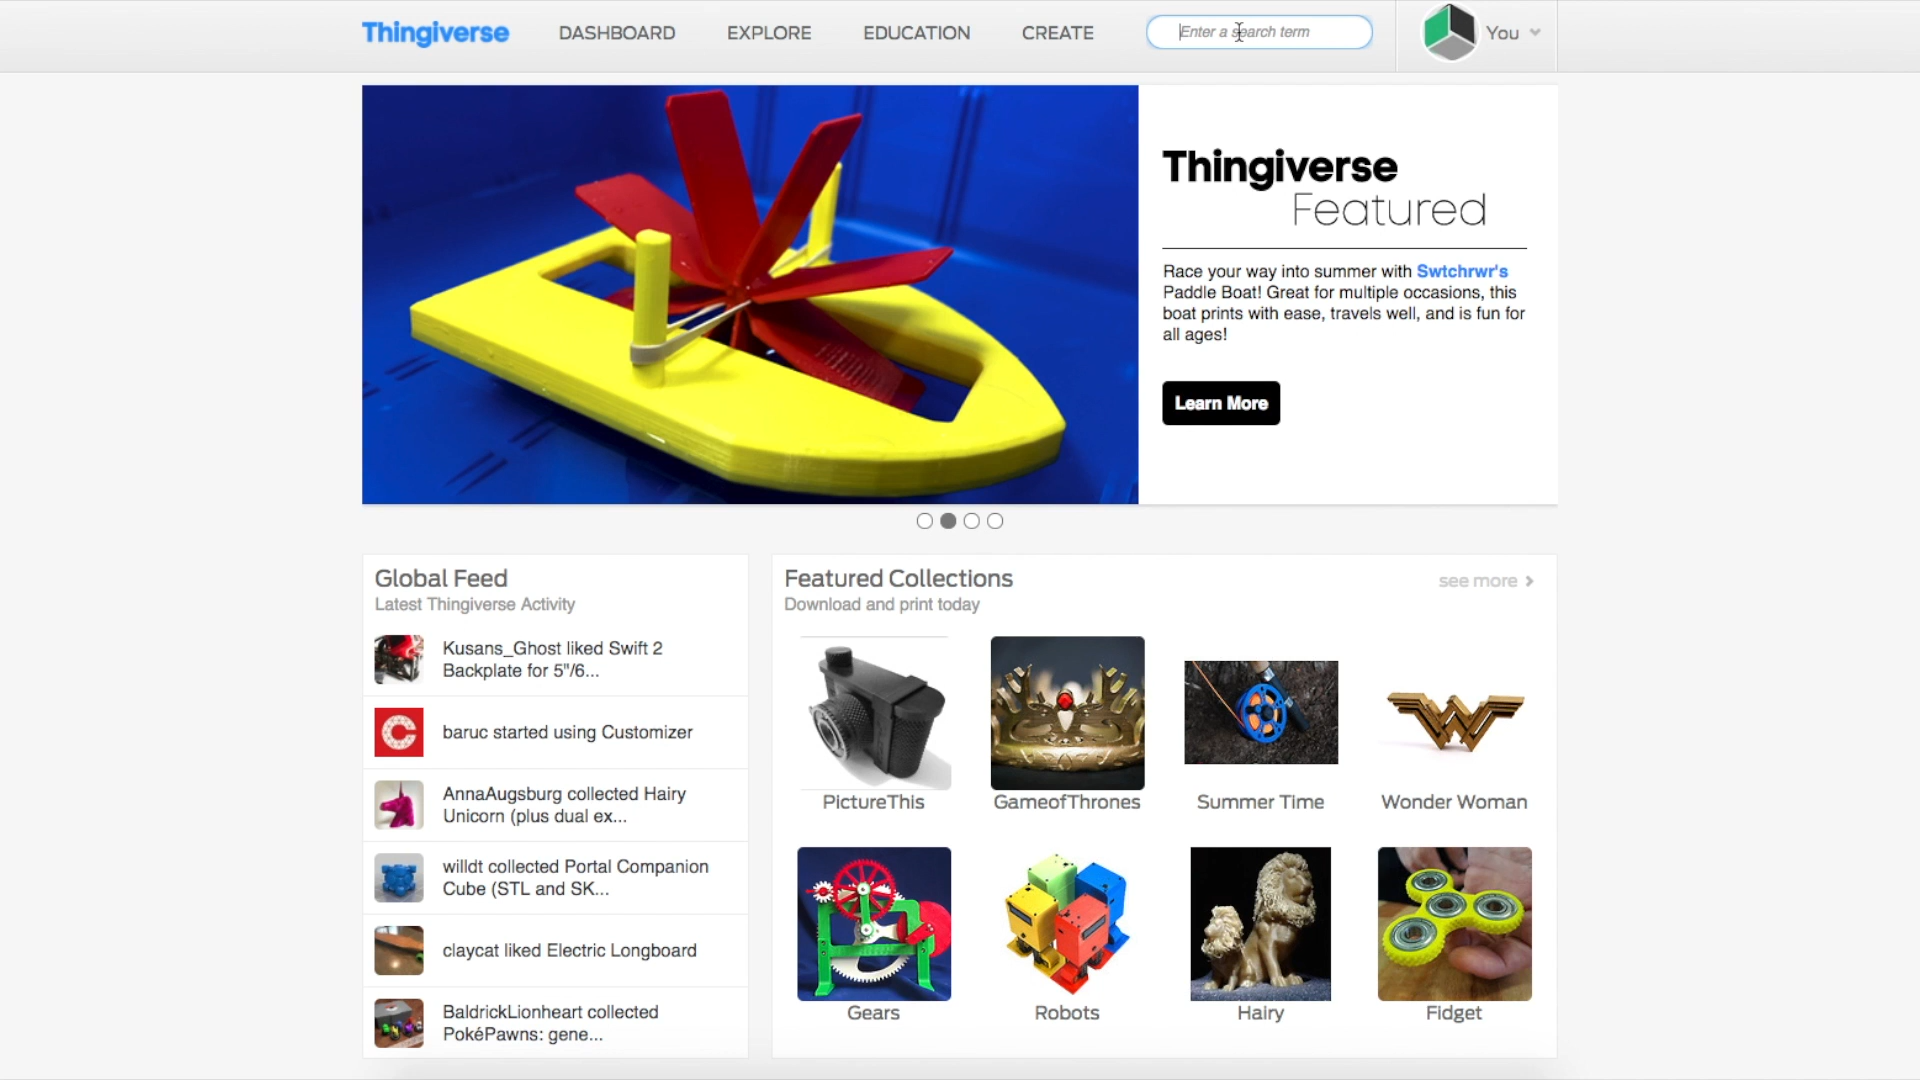 Thingiverse
DASHBOARD
EXPLORE
EDUCATION
CREATE
Enter a search term
You
Thingiverse
Featured
Race your way into summer with Swtchrwr's
Paddle Boat! Great for multiple occasions, this
boat prints with ease, travels well, and is fun for
all ages!
Learn More
Global Feed
Latest Thingiverse Activity
Kusans_Ghost liked Swift 2
Backplate for 5"/6...
baruc started using Customizer
AnnaAugsburg collected Hairy
Unicorn (plus dual ex...
willdt collected Portal Companion
Cube (STL and SK...
claycat liked Electric Longboard
BaldrickLionheart collected
PokéPawns: gene...
Featured Collections
see more
Download and print today
PictureThis
GameofThrones
Summer TIme
Wonder Woman
Gears
Robots
Hairy
Fidget